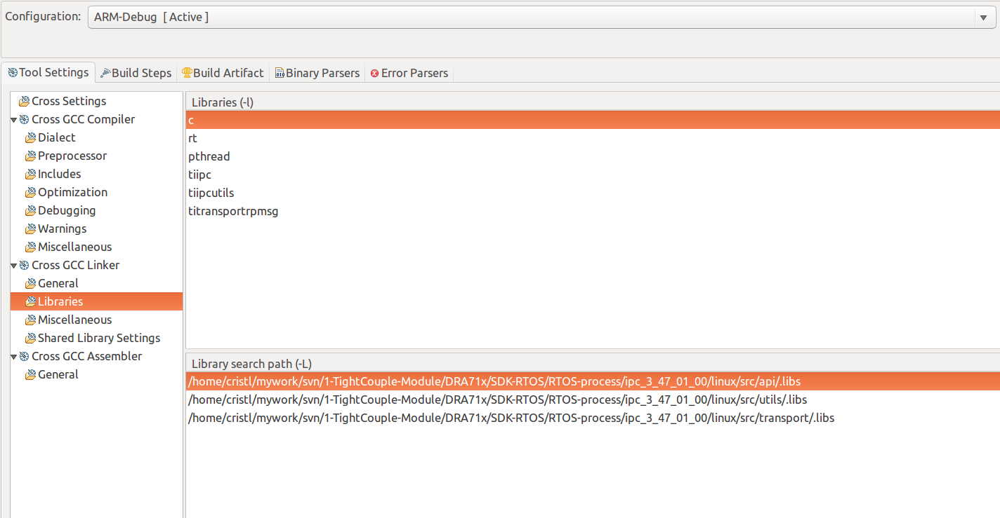 Configuration: ARM-Debug [ Active ]
Tool Settings Build Steps Build Artifact Binary Parsers Error Parsers
Cross Settings
Cross GCC Compiler
Dialect
Preprocessor
Includes
Optimization
Debugging
Warnings
Miscellaneous
Cross GCC Linker
General
Libraries
Miscellaneous
Shared Library Settings
Cross GCC Assembler
General
Libraries (-l)
c
rt
pthread
tiipc
tiipcutils
titransportrpmsg
Library search path (-L)
/home/cristl/mywork/svn/1-TightCouple-Module/DRA71x/SDK-RTOS/RTOS-process/ipc_3_47_01_00/linux/src/api/.libs
/home/cristl/mywork/svn/1-TightCouple-Module/DRA71x/SDK-RTOS/RTOS-process/ipc_3_47_01_00/linux/src/utils/.libs
/home/cristl/mywork/svn/1-TightCouple-Module/DRA71x/SDK-RTOS/RTOS-process/ipc_3_47_01_00/linux/src/transport/.libs